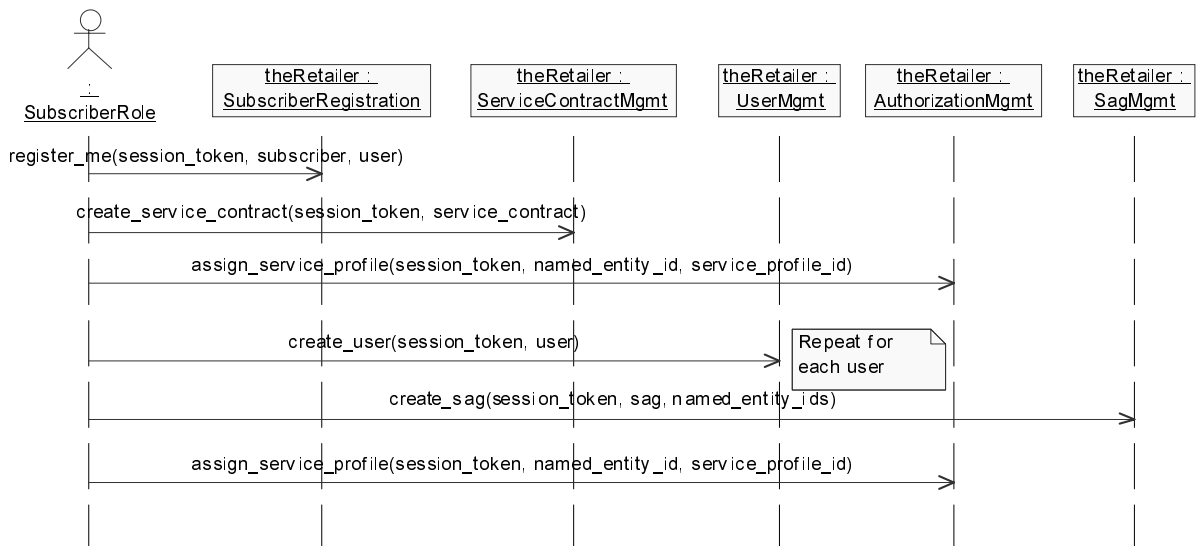 :
SubscriberRole
theRetailer :
SubscriberRegistration
theRetailer :
ServiceContractMgmt
theRetailer :
UserMgmt
theRetailer :
AuthorizationMgmt
theRetailer :
SagMgmt
register_me(session_token, subscriber, user)
create_service_contract(session_token, service_contract)
assign_service_profile(session_token, named_entity_id, service_profile_id)
create_user(session_token, user)
Repeat for
each user
create_sag(session_token, sag, named_entity_ids)
assign_service_profile(session_token, named_entity_id, service_profile_id)